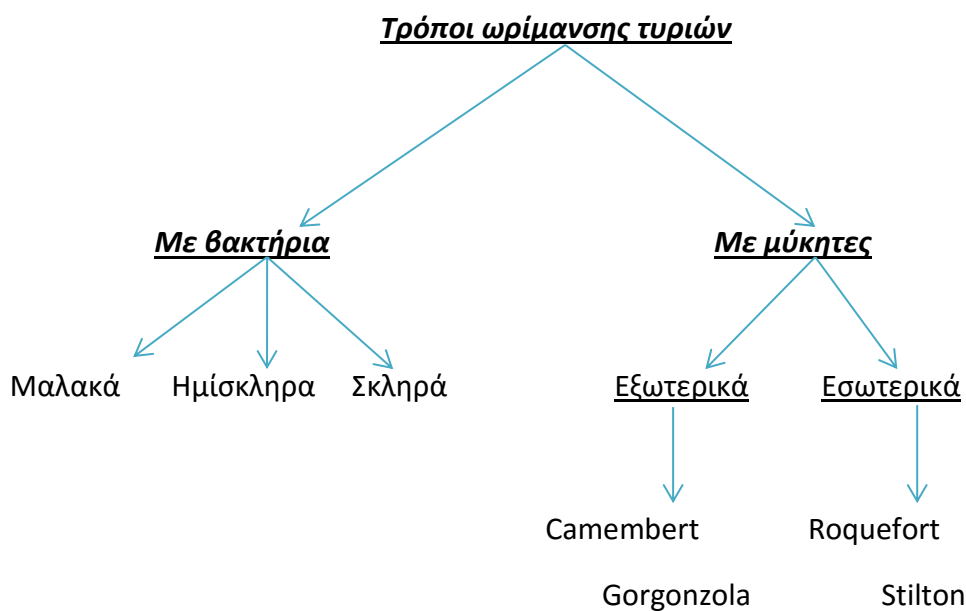 Τρόποι ωρίμανσης τυριών
Με βακτήρια Με μύκητες
Μαλακά Ημίσκληρα Σκληρά Εξωτερικά Εσωτερικά
Camembert Roquefort
Gorgonzola Stilton